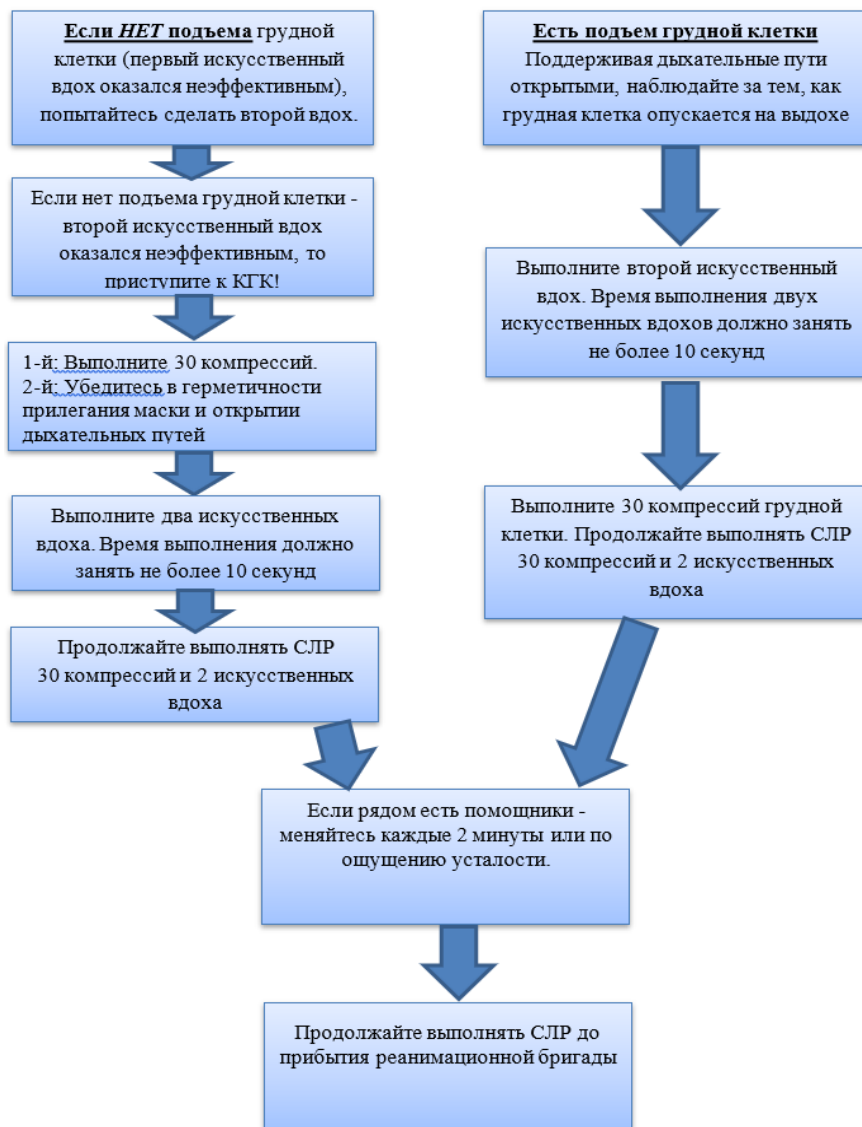 Если НЕТ подъема грудной
клетки (первый искусственный
вдох оказался неэффективным),
попытайтесь сделать второй вдох.
Если нет подъема грудной клетки -
второй искусственный вдох
оказался неэффективным, то
приступите к КГК!
1-й: Выполните 30 компрессий.
2-й: Убедитесь в герметичности
прилегания маски и открытии
дыхательных путей
Выполните два искусственных
вдоха. Время выполнения должно
занять не более 10 секунд
Продолжайте выполнять СЛР
30 компрессий и 2 искусственных
вдоха
Есть подъем грудной клетки
Поддерживая дыхательные пути
открытыми, наблюдайте за тем, как
грудная клетка опускается на выдохе
Выполните второй искусственный
вдох. Время выполнения двух
искусственных вдохов должно занять
не более 10 секунд
Выполните 30 компрессий грудной
клетки. Продолжайте выполнять СЛР
30 компрессий и 2 искусственных
вдоха
Если рядом есть помощники -
меняйтесь каждые 2 минуты или по
ощущению усталости.
Продолжайте выполнять СЛР до
прибытия реанимационной бригады